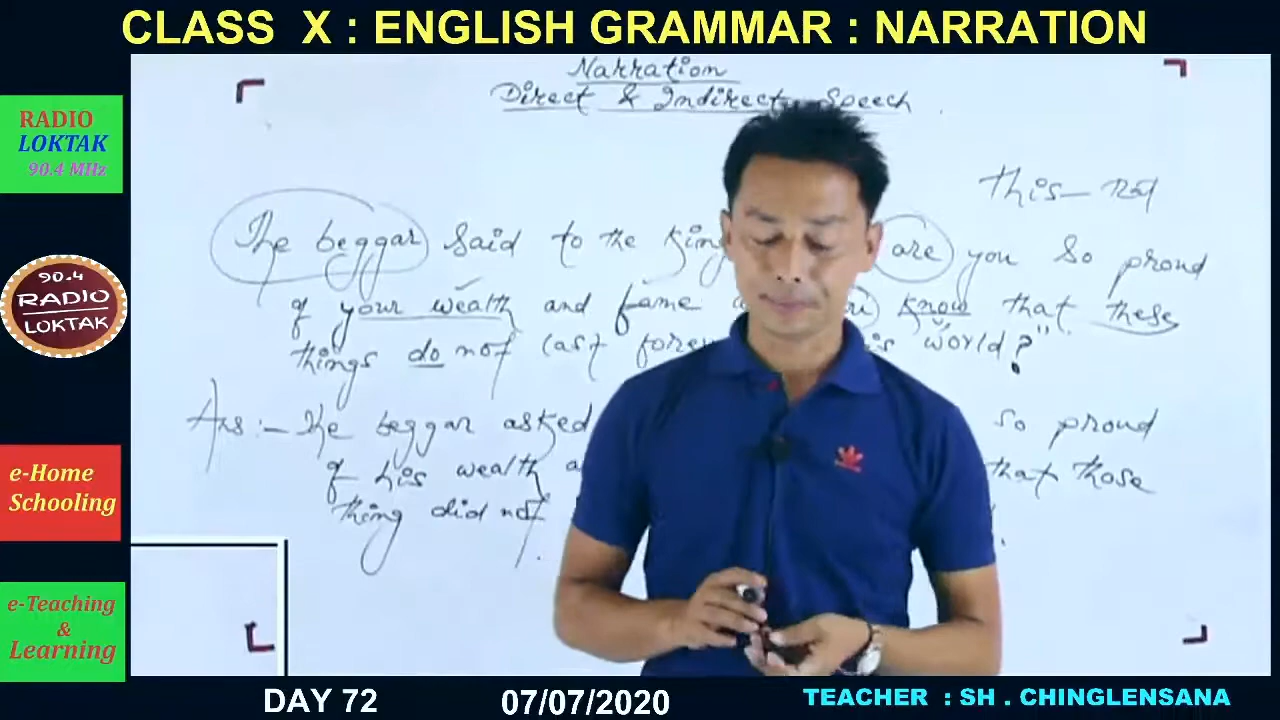 CLASS X : ENGLISH GRAMMAR : NARRATION
Narration
Direct & Indirect Speech
RADIO
LOKTAK
90.4 MHz
this - that
The beggar said to the King are you so proud
of your wealth and fame know that these
things do not last world?"
90.4
RADIO
LOKTAK
Ans :- The beggar asked so proud
of his wealth that those
thing did not
e-Home
Schooling
e-Teaching
&
Learning
DAY 72
07/07/2020
TEACHER : SH . CHINGLENSANA